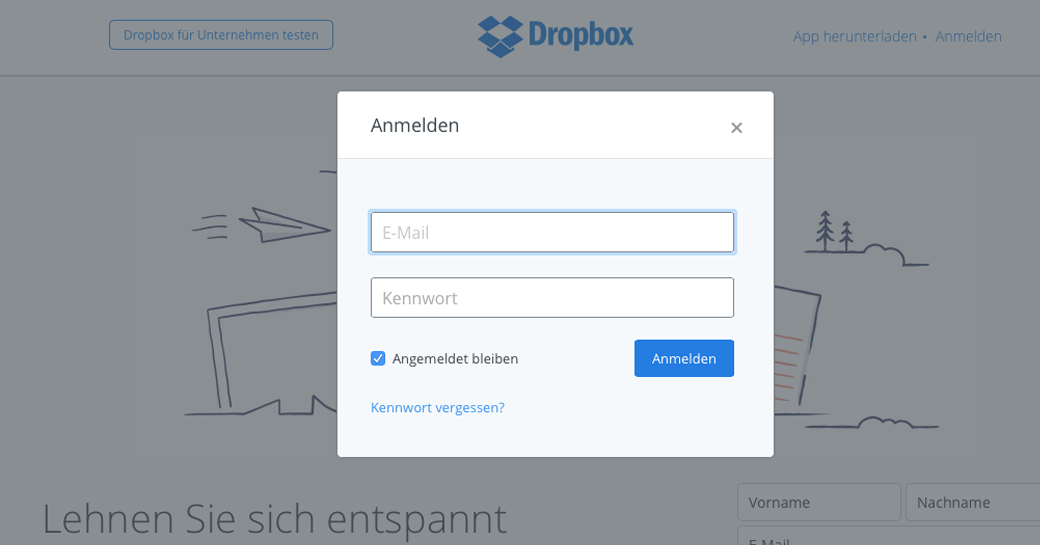 Dropbox für Unternehmen testen
Dropbox
App herunterladen • Anmelden
Anmelden
×
E-Mail
Kennwort
Angemeldet bleiben
Anmelden
Kennwort vergessen?
Lehnen Sie sich entspannt
Vorname
Nachname
E-Mail